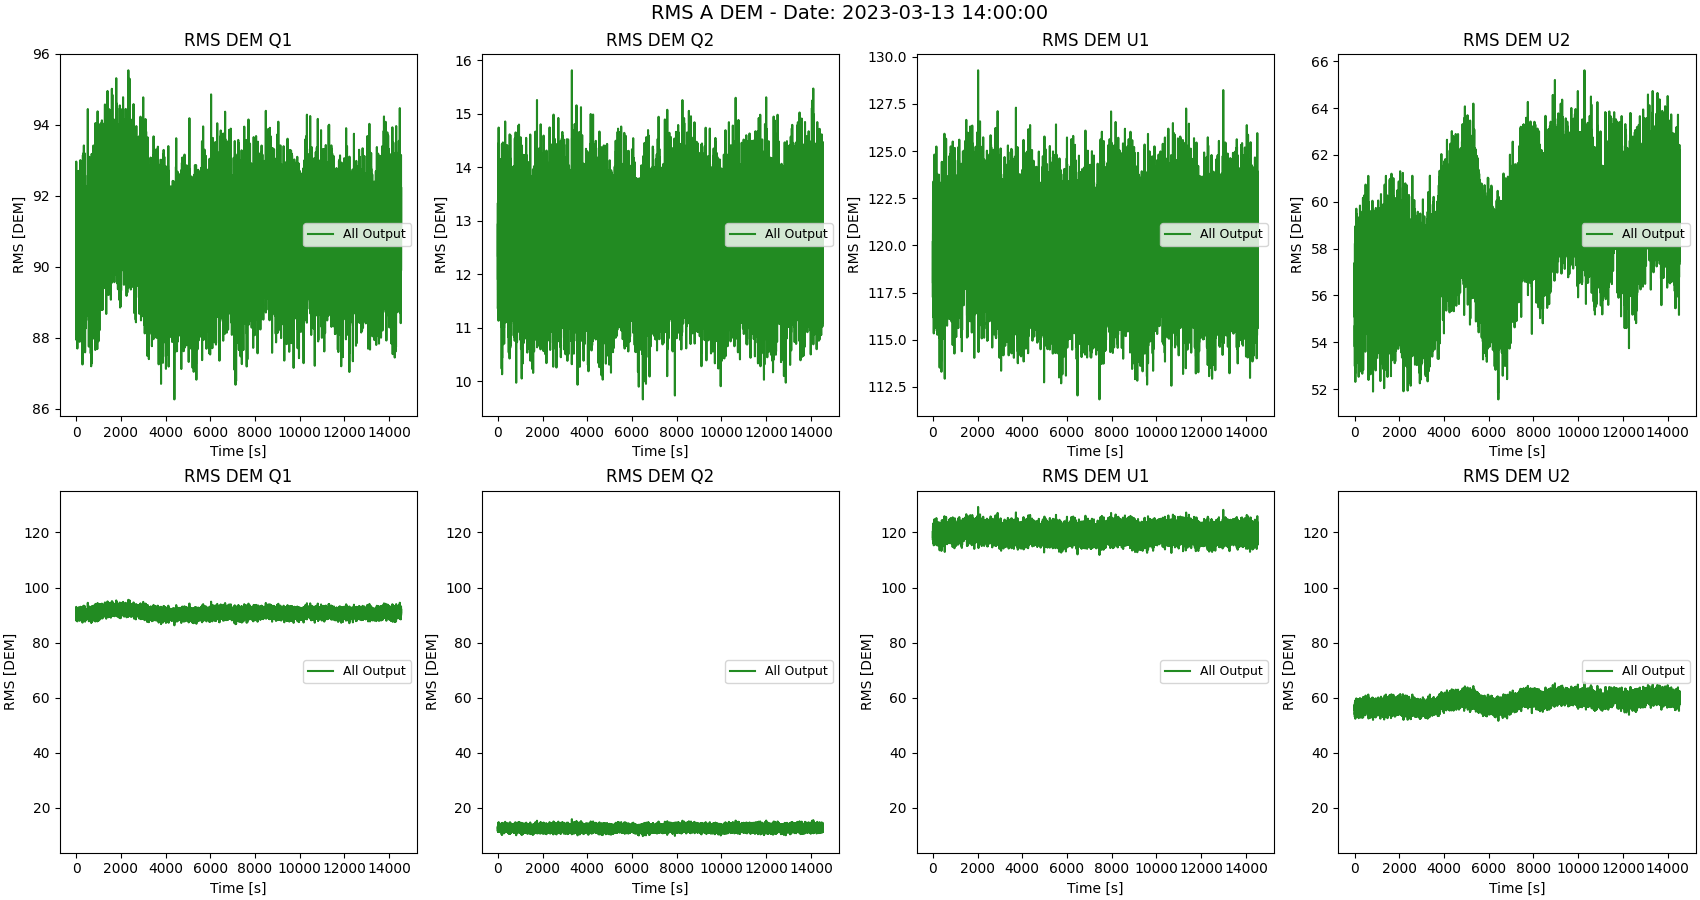 RMS A DEM - Date: 2023-03-13 14:00:00
RMS DEM Q1
RMS [DEM]
96
94
92
90
88
86
All Output
0 2000 4000 6000 8000 10000 12000 14000
Time [s]
RMS DEM Q2
RMS [DEM]
16
15
14
13
12
11
10
All Output
0 2000 4000 6000 8000 10000 12000 14000
Time [s]
RMS DEM U1
RMS [DEM]
130.0
127.5
125.0
122.5
120.0
117.5
115.0
112.5
All Output
0 2000 4000 6000 8000 10000 12000 14000
Time [s]
RMS DEM U2
RMS [DEM]
66
64
62
60
58
56
54
52
All Output
0 2000 4000 6000 8000 10000 12000 14000
Time [s]
RMS DEM Q1
RMS [DEM]
120
100
80
60
40
20
All Output
0 2000 4000 6000 8000 10000 12000 14000
Time [s]
RMS DEM Q2
RMS [DEM]
120
100
80
60
40
20
All Output
0 2000 4000 6000 8000 10000 12000 14000
Time [s]
RMS DEM U1
RMS [DEM]
120
100
80
60
40
20
All Output
0 2000 4000 6000 8000 10000 12000 14000
Time [s]
RMS DEM U2
RMS [DEM]
120
100
80
60
40
20
All Output
0 2000 4000 6000 8000 10000 12000 14000
Time [s]